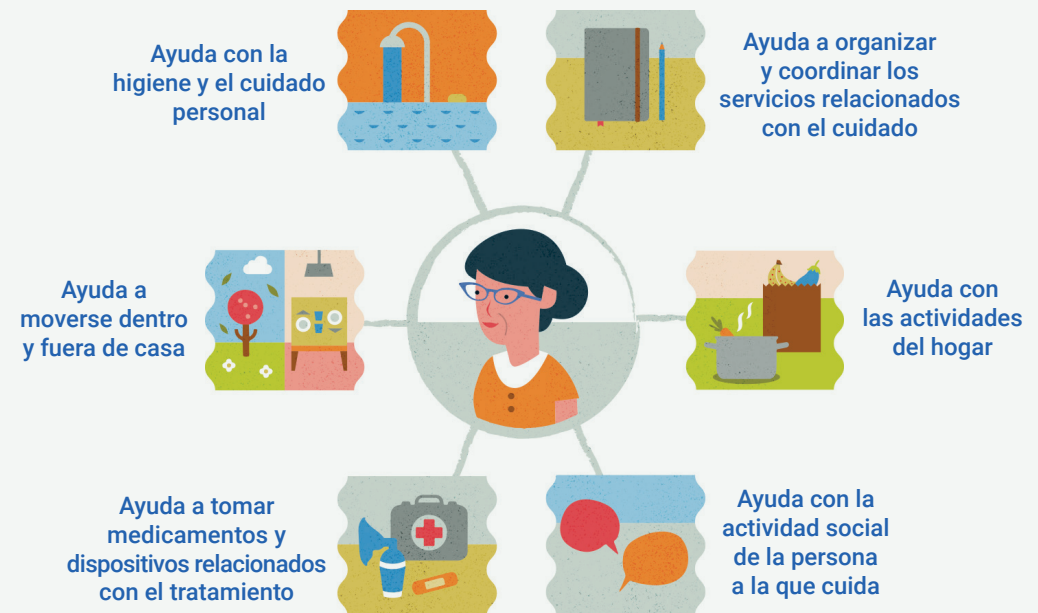 Ayuda con la
higiene y el cuidado
personal
Ayuda a organizar
y coordinar los
servicios relacionados
con el cuidado
Ayuda a
moverse dentro
y fuera de casa
Ayuda con
las actividades
del hogar
Ayuda a tomar
medicamentos y
dispositivos relacionados
con el tratamiento
Ayuda con la
actividad social
de la persona
a la que cuida